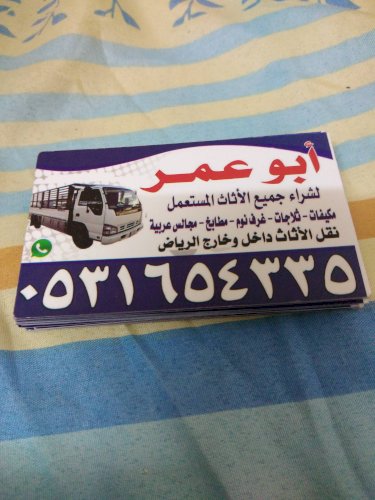 أبو عمر
لشراء جميع الأثاث المستعمل
مكيفات - ثلاجات - غرف نوم - مطابخ - مجالس عربية
نقل الأثاث داخل وخارج الرياض
٠٥٣١٦٥٤٣٣٥